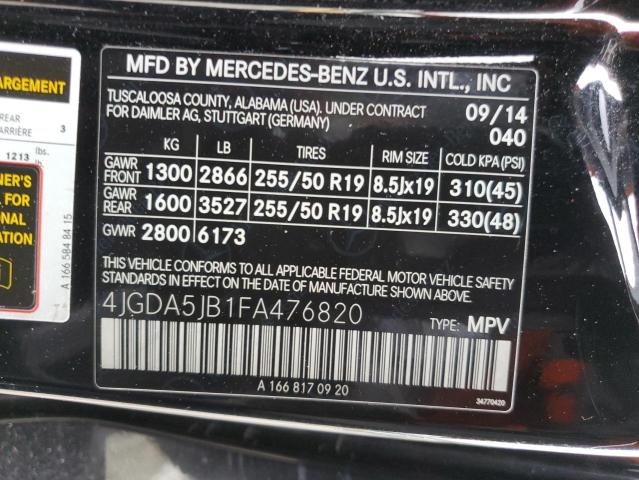 ARGEMENT
REAR
ARRIÈRE 3
1213 lbs.
lb.
NER'S
S FOR
ONAL
ATION
A 166 584 84 15
MFD BY MERCEDES-BENZ U.S. INTL., INC
TUSCALOOSA COUNTY, ALABAMA (USA). UNDER CONTRACT
FOR DAIMLER AG, STUTTGART (GERMANY)
09/14
040
KG LB TIRES RIM SIZE COLD KPA(PSI)
GAWR FRONT 1300 2866 255/50 R19 8.5Jx19 310(45)
GAWR REAR 1600 3527 255/50 R19 8.5Jx19 330(48)
GVWR 2800 6173
THIS VEHICLE CONFORMS TO ALL APPLICABLE FEDERAL MOTOR VEHICLE SAFETY
STANDARDS IN EFFECT ON THE DATE OF MANUFACTURE SHOWN ABOVE.
4JGDA5JB1FA476820 TYPE: MPV
A 166 817 09 20
34770420